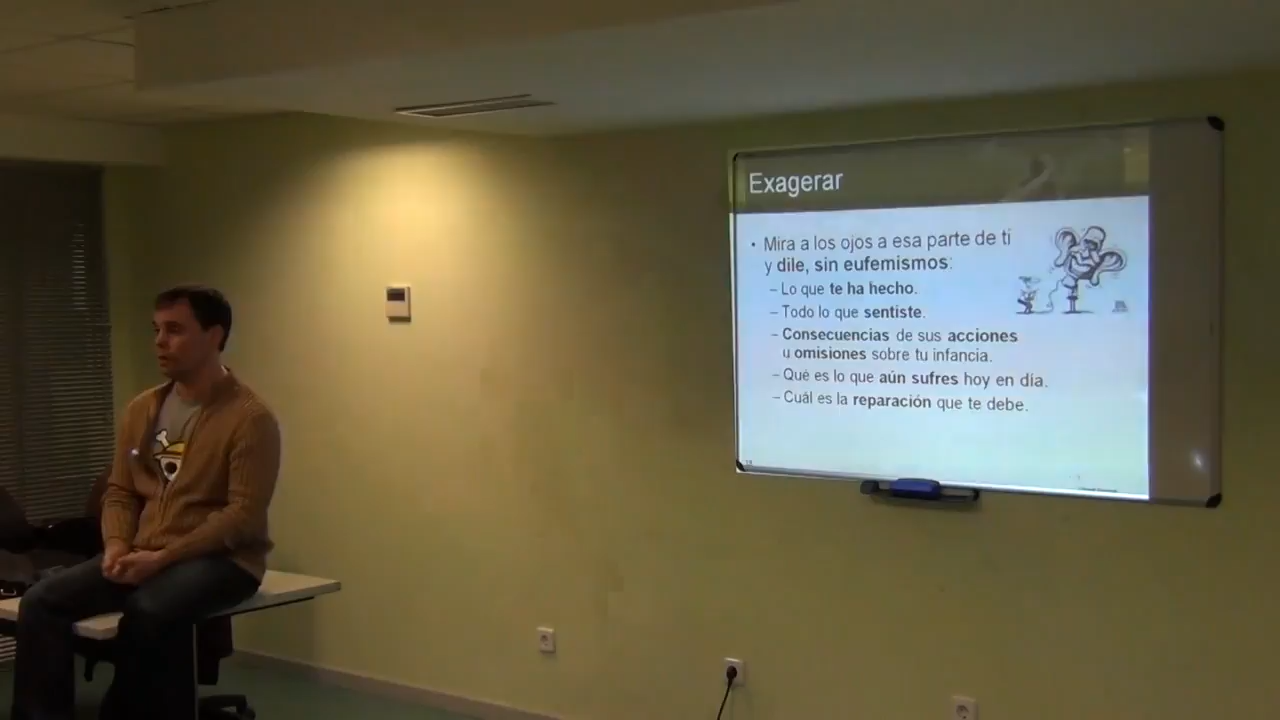 Exagerar
• Mira a los ojos a esa parte de ti
y dile, sin eufemismos:
– Lo que te ha hecho.
– Todo lo que sentiste.
– Consecuencias de sus acciones
u omisiones sobre tu infancia.
– Qué es lo que aún sufres hoy en día.
– Cuál es la reparación que te debe.